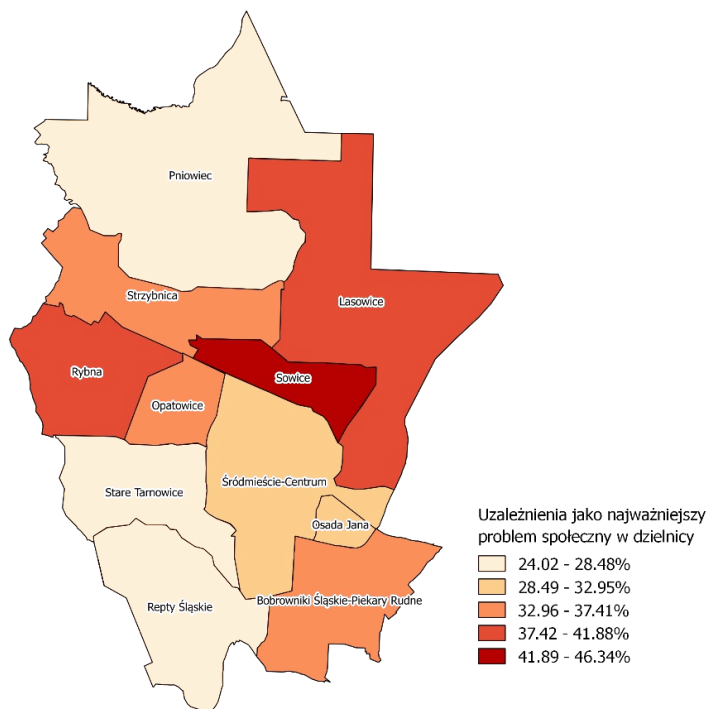 Pniowiec
Strzybnica
Lasowice
Rybna
Sowice
Opatowice
Śródmieście-Centrum
Stare Tarnowice
Osada Jana
Repty Śląskie
Bobrowniki Śląskie-Piekary Rudne
Uzależnienia jako najważniejszy
problem społeczny w dzielnicy
24.02 - 28.48%
28.49 - 32.95%
32.96 - 37.41%
37.42 - 41.88%
41.89 - 46.34%